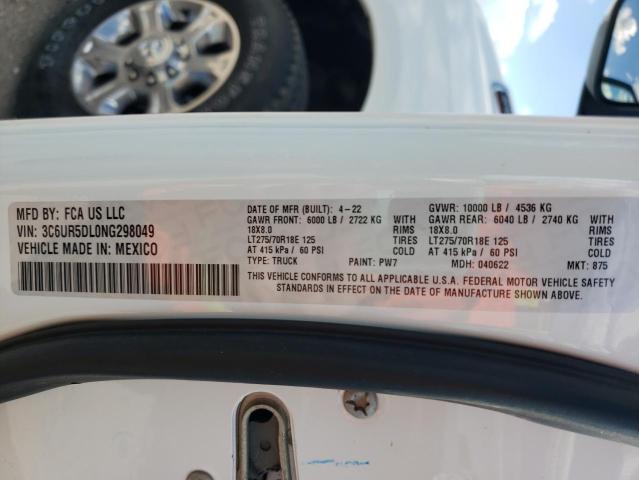 MFD BY: FCA US LLC
VIN: 3C6UR5DL0NG298049
VEHICLE MADE IN: MEXICO
DATE OF MFR (BUILT): 4-22
GAWR FRONT: 6000 LB / 2722 KG WITH
18X8.0 RIMS
LT275/70R18E 125 TIRES
AT 415 kPa / 60 PSI COLD
TYPE: TRUCK PAINT: PW7
GVWR: 10000 LB / 4536 KG
GAWR REAR: 6040 LB / 2740 KG WITH
18X8.0 RIMS
LT275/70R18E 125 TIRES
AT 415 kPa / 60 PSI COLD
MDH: 040622 MKT: 875
THIS VEHICLE CONFORMS TO ALL APPLICABLE U.S.A. FEDERAL MOTOR VEHICLE SAFETY
STANDARDS IN EFFECT ON THE DATE OF MANUFACTURE SHOWN ABOVE.